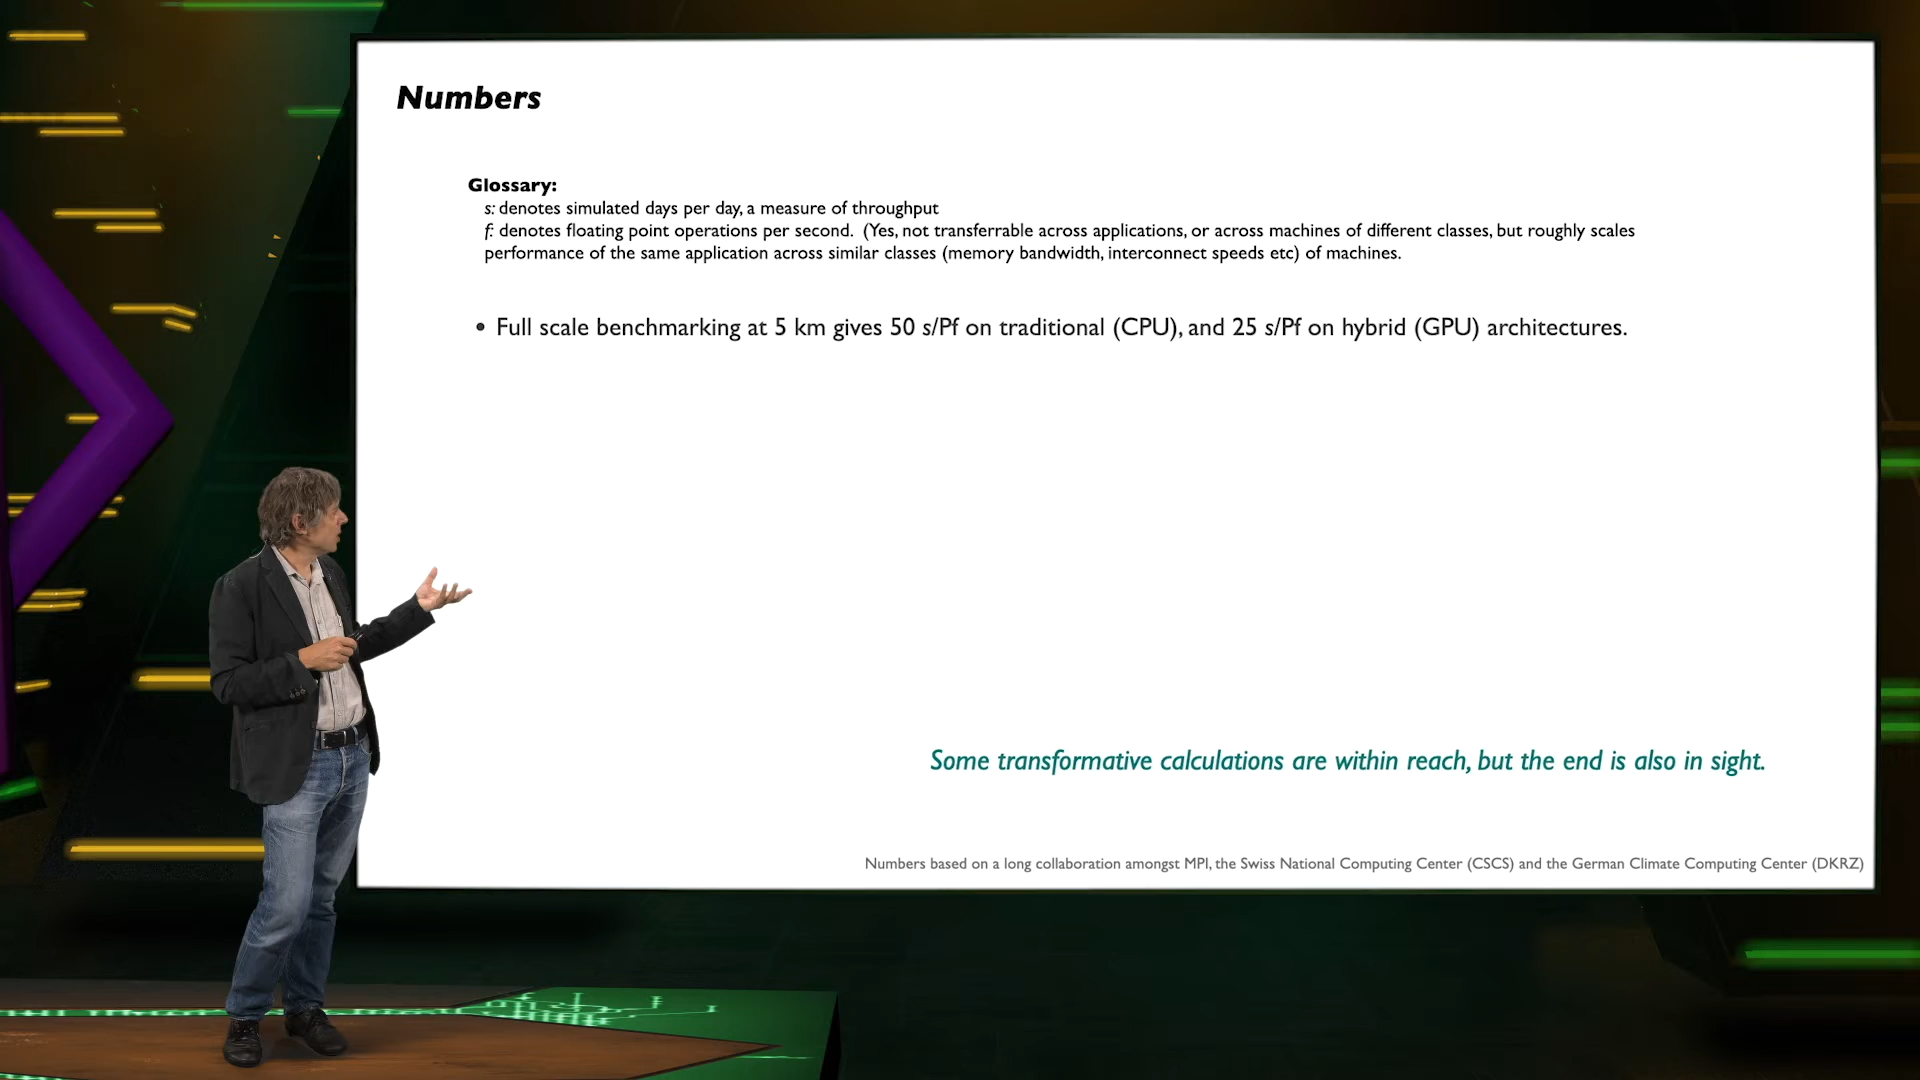 Numbers
Glossary:
s: denotes simulated days per day, a measure of throughput
f: denotes floating point operations per second. (Yes, not transferrable across applications, or across machines of different classes, but roughly scales
performance of the same application across similar classes (memory bandwidth, interconnect speeds etc) of machines.
• Full scale benchmarking at 5 km gives 50 s/Pf on traditional (CPU), and 25 s/Pf on hybrid (GPU) architectures.
Some transformative calculations are within reach, but the end is also in sight.
Numbers based on a long collaboration amongst MPI, the Swiss National Computing Center (CSCS) and the German Climate Computing Center (DKRZ)